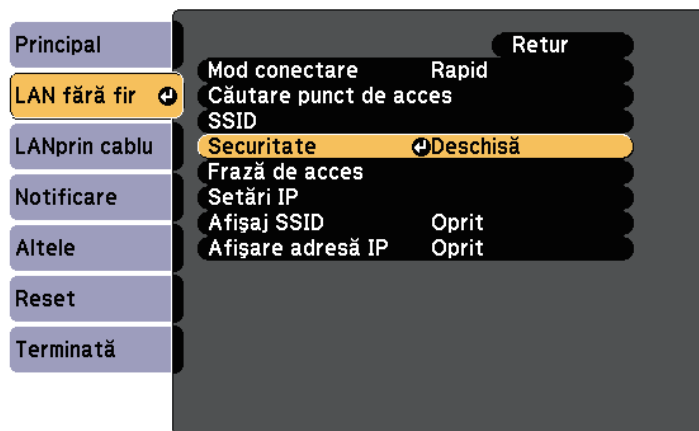 Principal
LAN fără fir
LANprin cablu
Notificare
Altele
Reset
Terminată
Retur
Mod conectare Rapid
Căutare punct de acces
SSID
Securitate Deschisă
Frază de acces
Setări IP
Afişaj SSID Oprit
Afişare adresă IP Oprit